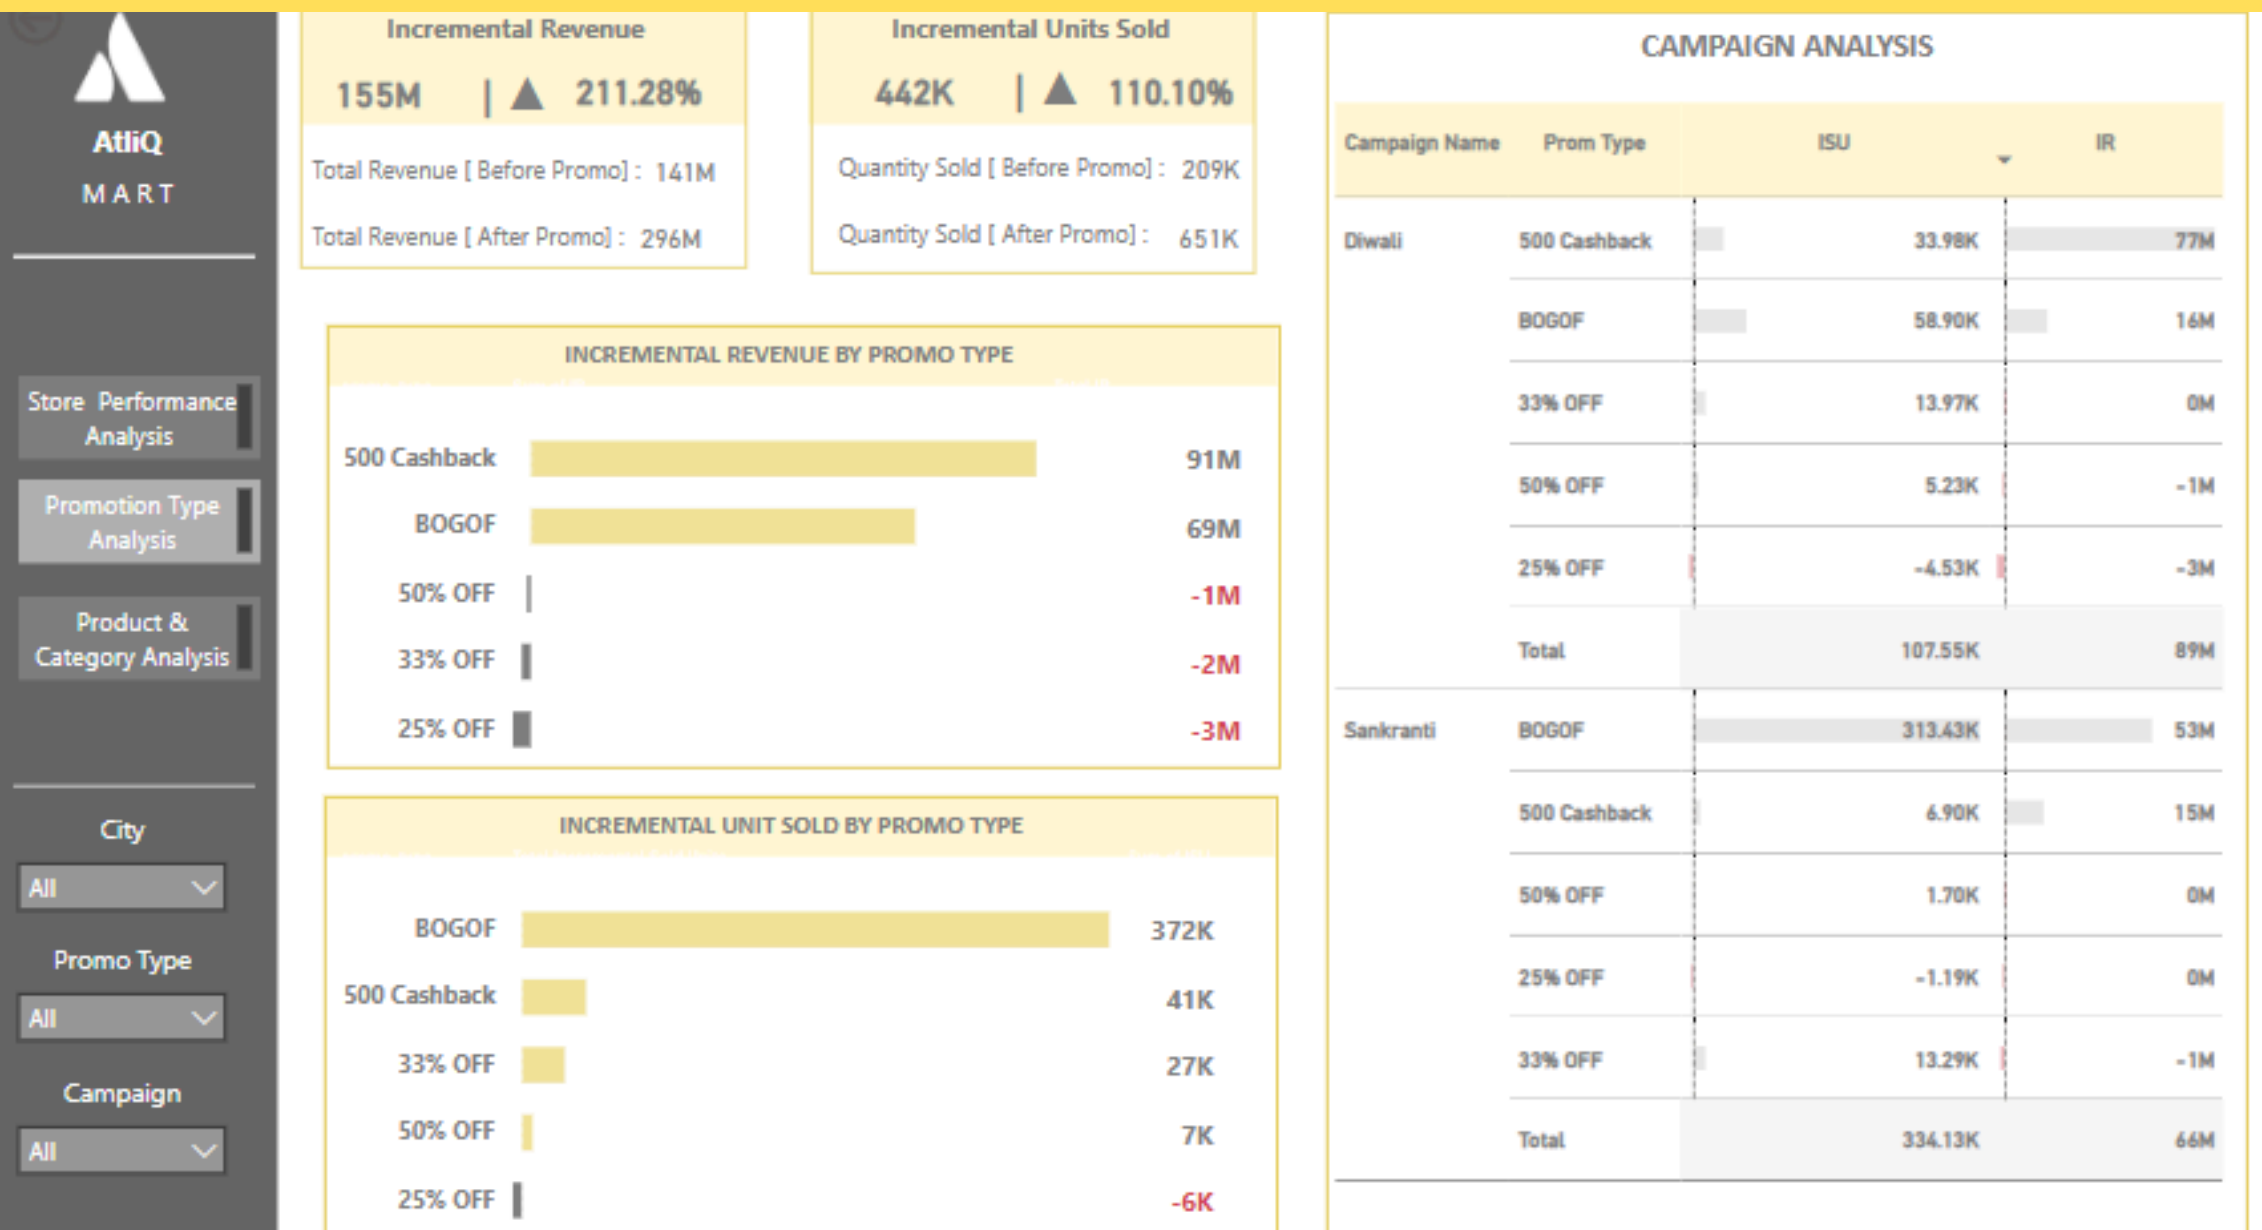 AtliQ
MART
Store Performance
Analysis
Promotion Type
Analysis
Product &
Category Analysis
City
All
Promo Type
All
Campaign
All
Incremental Revenue
155M | ▲ 211.28%
Total Revenue [ Before Promo] : 141M
Total Revenue [ After Promo] : 296M
Incremental Units Sold
442K | ▲ 110.10%
Quantity Sold [ Before Promo] : 209K
Quantity Sold [ After Promo] : 651K
INCREMENTAL REVENUE BY PROMO TYPE
500 Cashback 91M
BOGOF 69M
50% OFF -1M
33% OFF -2M
25% OFF -3M
INCREMENTAL UNIT SOLD BY PROMO TYPE
BOGOF 372K
500 Cashback 41K
33% OFF 27K
50% OFF 7K
25% OFF -6K
CAMPAIGN ANALYSIS
Campaign Name Prom Type ISU IR
Diwali 500 Cashback 33.98K 77M
BOGOF 58.90K 16M
33% OFF 13.97K 0M
50% OFF 5.23K -1M
25% OFF -4.53K -3M
Total 107.55K 89M
Sankranti BOGOF 313.43K 53M
500 Cashback 6.90K 15M
50% OFF 1.70K 0M
25% OFF -1.19K 0M
33% OFF 13.29K -1M
Total 334.13K 66M